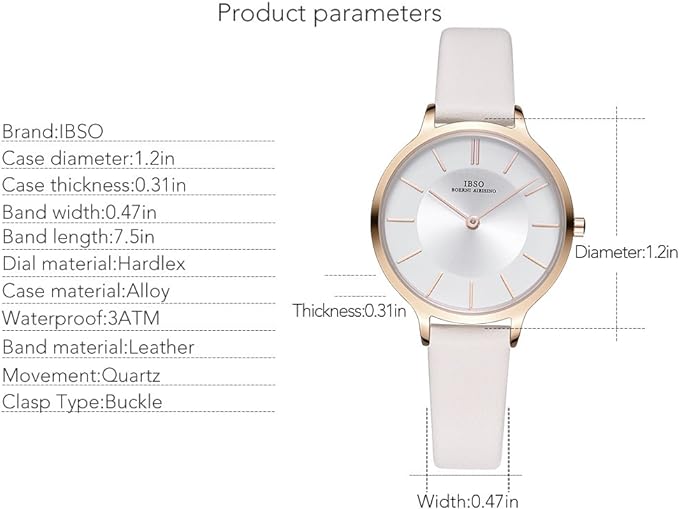 Product parameters
Brand:IBSO
Case diameter:1.2in
Case thickness:0.31in
Band width:0.47in
Band length:7.5in
Dial material:Hardlex
Case material:Alloy
Waterproof:3ATM
Band material:Leather
Movement:Quartz
Clasp Type:Buckle
IBSO
BOERNI AIBISINO
Diameter:1.2in
Thickness:0.31in
Width:0.47in